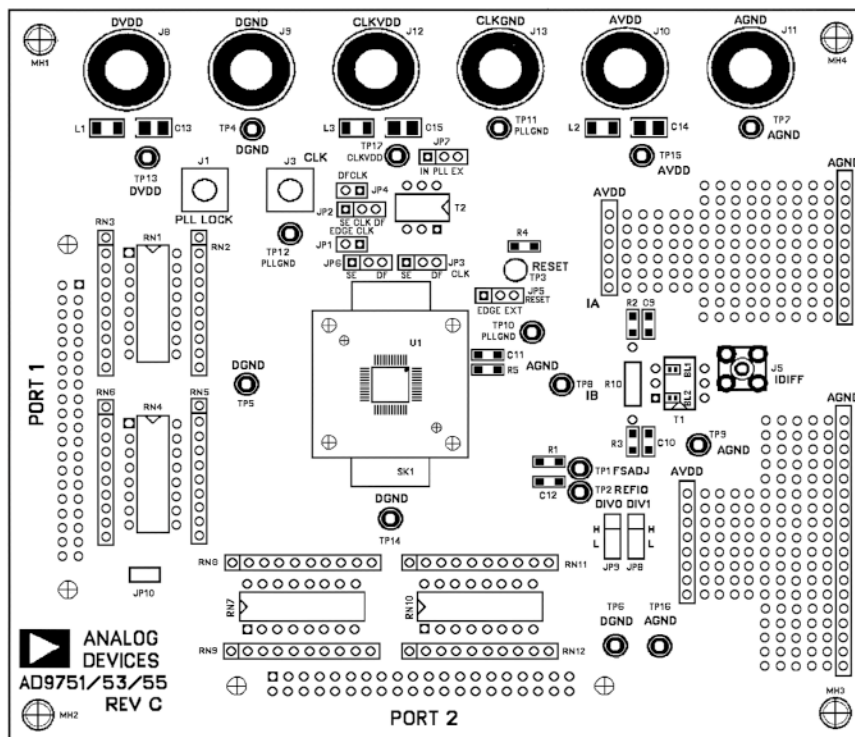 DVDD DGND CLKVDD CLKGND AVDD AGND
J8 J9 J12 J13 J10 J11
MH1 MH4
L1 C13 TP4 L3 C15 TP11 L2 C14 TP7
DGND PLLGND AGND
TP13 TP17 JP7 TP15
DVDD CLKVDD AVDD
J1 J3 CLK IN PLL EX
DFCLK JP4
PLL LOCK JP2 T2
SE CLK DF
EDGE CLK
TP12 JP1
PLLGND JP6 JP3
SE DF SE DF CLK
R4
RESET
TP3
JP5
RESET
EDGE EXT
TP10
PLLGND
AGND AVDD
IA
R2 C9
RN3 RN1 RN2
U1
C11
R5 AGND
TP8 IB R10 BL1
BL2
T1
J5
IDIFF
DGND
TP5
PORT 1
RN6 RN4 RN5
R3 C10 TP9
AGND
AGND
SK1
R1 TP1 FSADJ
C12 TP2 REFIO
DIV0 DIV1
AVDD
DGND
TP14
H H
L L
JP9 JP8
JP10
RN8 RN11
RN7 RN10
RN9 RN12
TP6 TP16
DGND AGND
ANALOG
DEVICES
AD9751/53/55
REV C
MH2 MH3
PORT 2